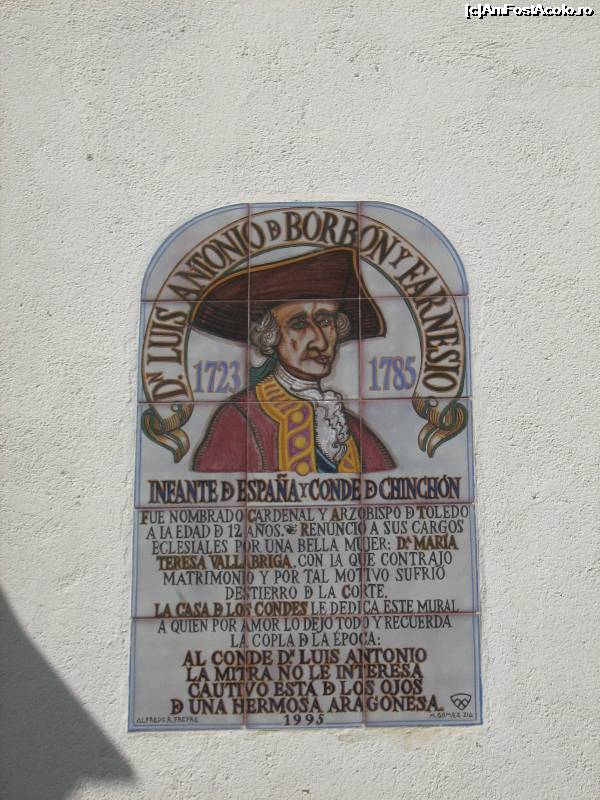 [c]AmFostAcolo.ro
Dⁿ LUIS ANTONIO D BORBÓN Y FARNESIO
1723 1785
INFANTE D ESPAÑA Y CONDE D CHINCHÓN
FUE NOMBRADO CARDENAL Y ARZOBISPO D TOLEDO
A LA EDAD D 12 AÑOS. RENUNCIÓ A SUS CARGOS
ECLESIALES POR UNA BELLA MUJER: Dª MARÍA
TERESA VALLABRIGA, CON LA QUE CONTRAJO
MATRIMONIO Y POR TAL MOTIVO SUFRIÓ
DESTIERRO D LA CORTE.
LA CASA D LOS CONDES LE DEDICA ESTE MURAL
A QUIEN POR AMOR LO DEJO TODO Y RECUERDA
LA COPLA D LA ÉPOCA:
AL CONDE Dⁿ LUIS ANTONIO
LA MITRA NO LE INTERESA
CAUTIVO ESTÁ D LOS OJOS
D UNA HERMOSA ARAGONESA.
ALFREDO R. FREYRE 1995